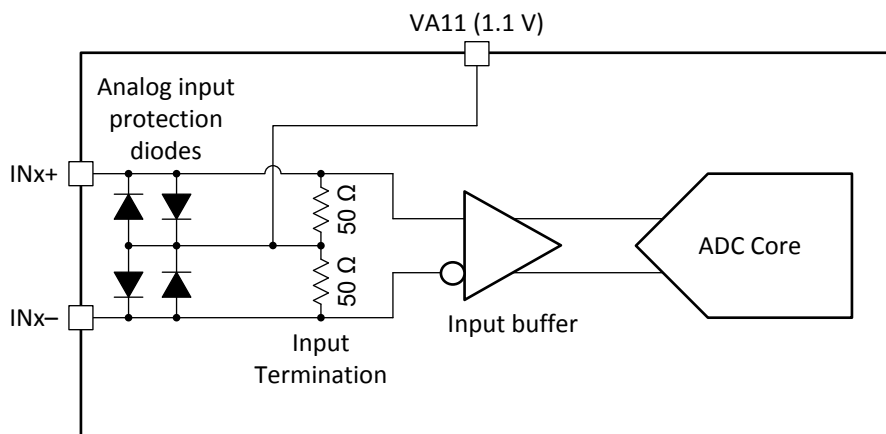 VA11 (1.1 V)
Analog input
protection
diodes
INx+
50 Ω
50 Ω
ADC Core
INx–
Input buffer
Input
Termination